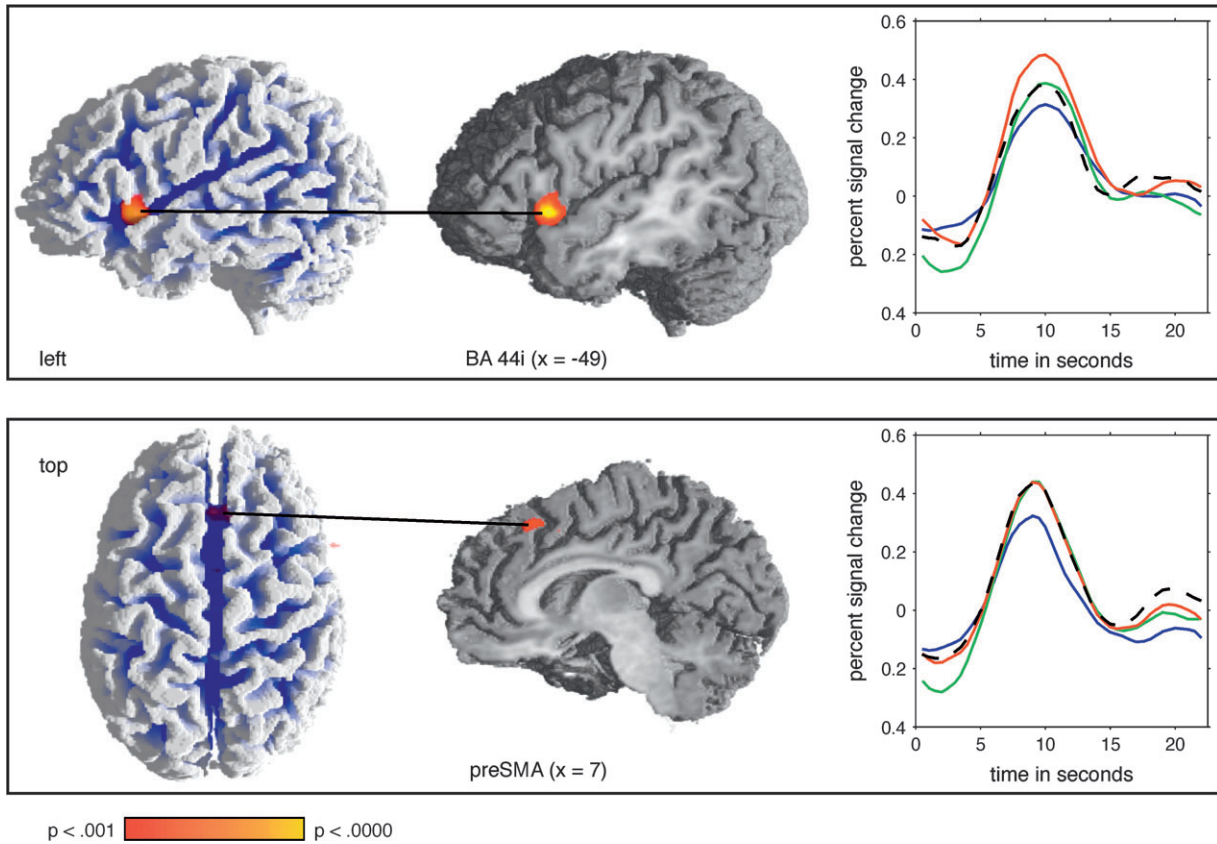 left
BA 44i (x = -49)
percent signal change
0.6
0.4
0.2
0
0.2
0.4
0 5 10 15 20
time in seconds
top
preSMA (x = 7)
percent signal change
0.6
0.4
0.2
0
0.2
0.4
0 5 10 15 20
time in seconds
p < .001 p < .0000